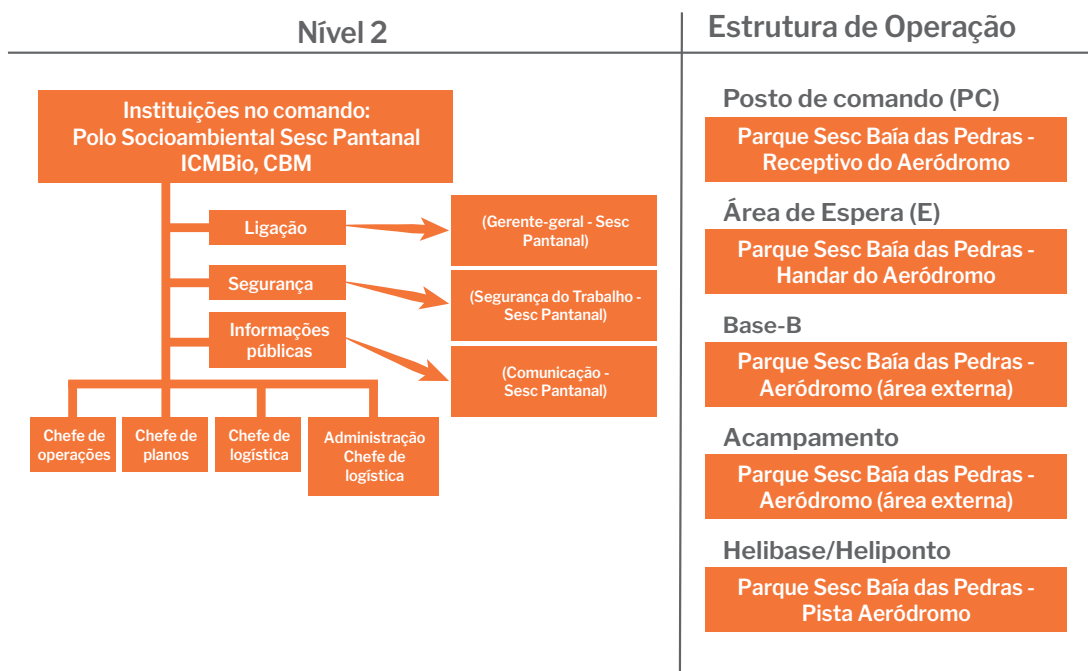 Nível 2
Instituições no comando:
Polo Socioambiental Sesc Pantanal
ICMBio, CBM
Ligação
(Gerente-geral - Sesc
Pantanal)
Segurança
(Segurança do Trabalho -
Sesc Pantanal)
Informações
públicas
(Comunicação -
Sesc Pantanal)
Chefe de
operações
Chefe de
planos
Chefe de
logística
Administração
Chefe de
logística
Estrutura de Operação
Posto de comando (PC)
Parque Sesc Baía das Pedras -
Receptivo do Aeródromo
Área de Espera (E)
Parque Sesc Baía das Pedras -
Handar do Aeródromo
Base-B
Parque Sesc Baía das Pedras -
Aeródromo (área externa)
Acampamento
Parque Sesc Baía das Pedras -
Aeródromo (área externa)
Helibase/Heliponto
Parque Sesc Baía das Pedras -
Pista Aeródromo